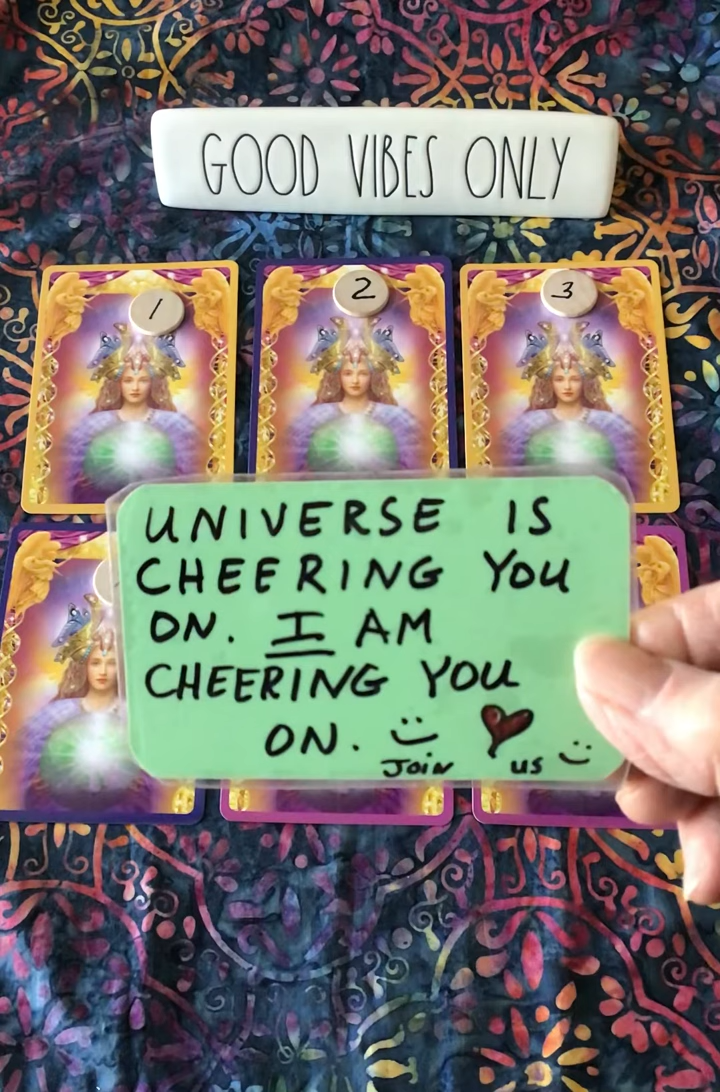 GOOD VIBES ONLY
1
2
3
UNIVERSE IS
CHEERING YOU
ON. I AM
CHEERING YOU
ON. :)
Join us :)